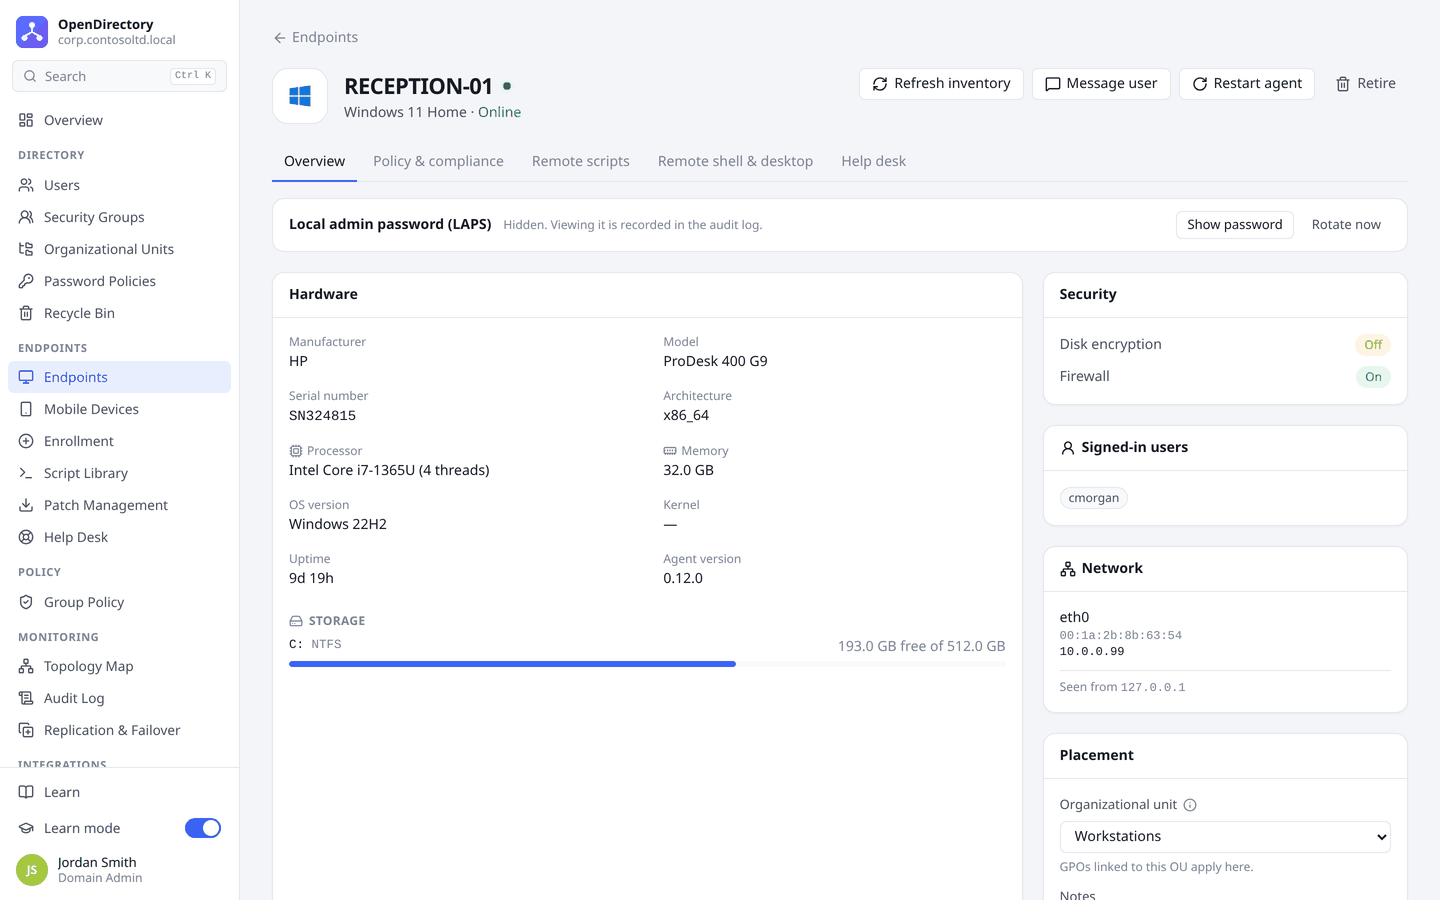 OpenDirectory
corp.contosoltd.local
Search
Ctrl K
Overview
DIRECTORY
Users
Security Groups
Organizational Units
Password Policies
Recycle Bin
ENDPOINTS
Endpoints
Mobile Devices
Enrollment
Script Library
Patch Management
Help Desk
POLICY
Group Policy
MONITORING
Topology Map
Audit Log
Replication & Failover
INTEGRATIONS
Learn
Learn mode
JS
Jordan Smith
Domain Admin
Endpoints
RECEPTION-01
Windows 11 Home · Online
Refresh inventory
Message user
Restart agent
Retire
Overview
Policy & compliance
Remote scripts
Remote shell & desktop
Help desk
Local admin password (LAPS) Hidden. Viewing it is recorded in the audit log.
Show password
Rotate now
Hardware
Manufacturer
HP
Model
ProDesk 400 G9
Serial number
SN324815
Architecture
x86_64
Processor
Intel Core i7-1365U (4 threads)
Memory
32.0 GB
OS version
Windows 22H2
Kernel
—
Uptime
9d 19h
Agent version
0.12.0
STORAGE
C: NTFS
193.0 GB free of 512.0 GB
Security
Disk encryption
Off
Firewall
On
Signed-in users
cmorgan
Network
eth0
00:1a:2b:8b:63:54
10.0.0.99
Seen from 127.0.0.1
Placement
Organizational unit
Workstations
GPOs linked to this OU apply here.
Notes